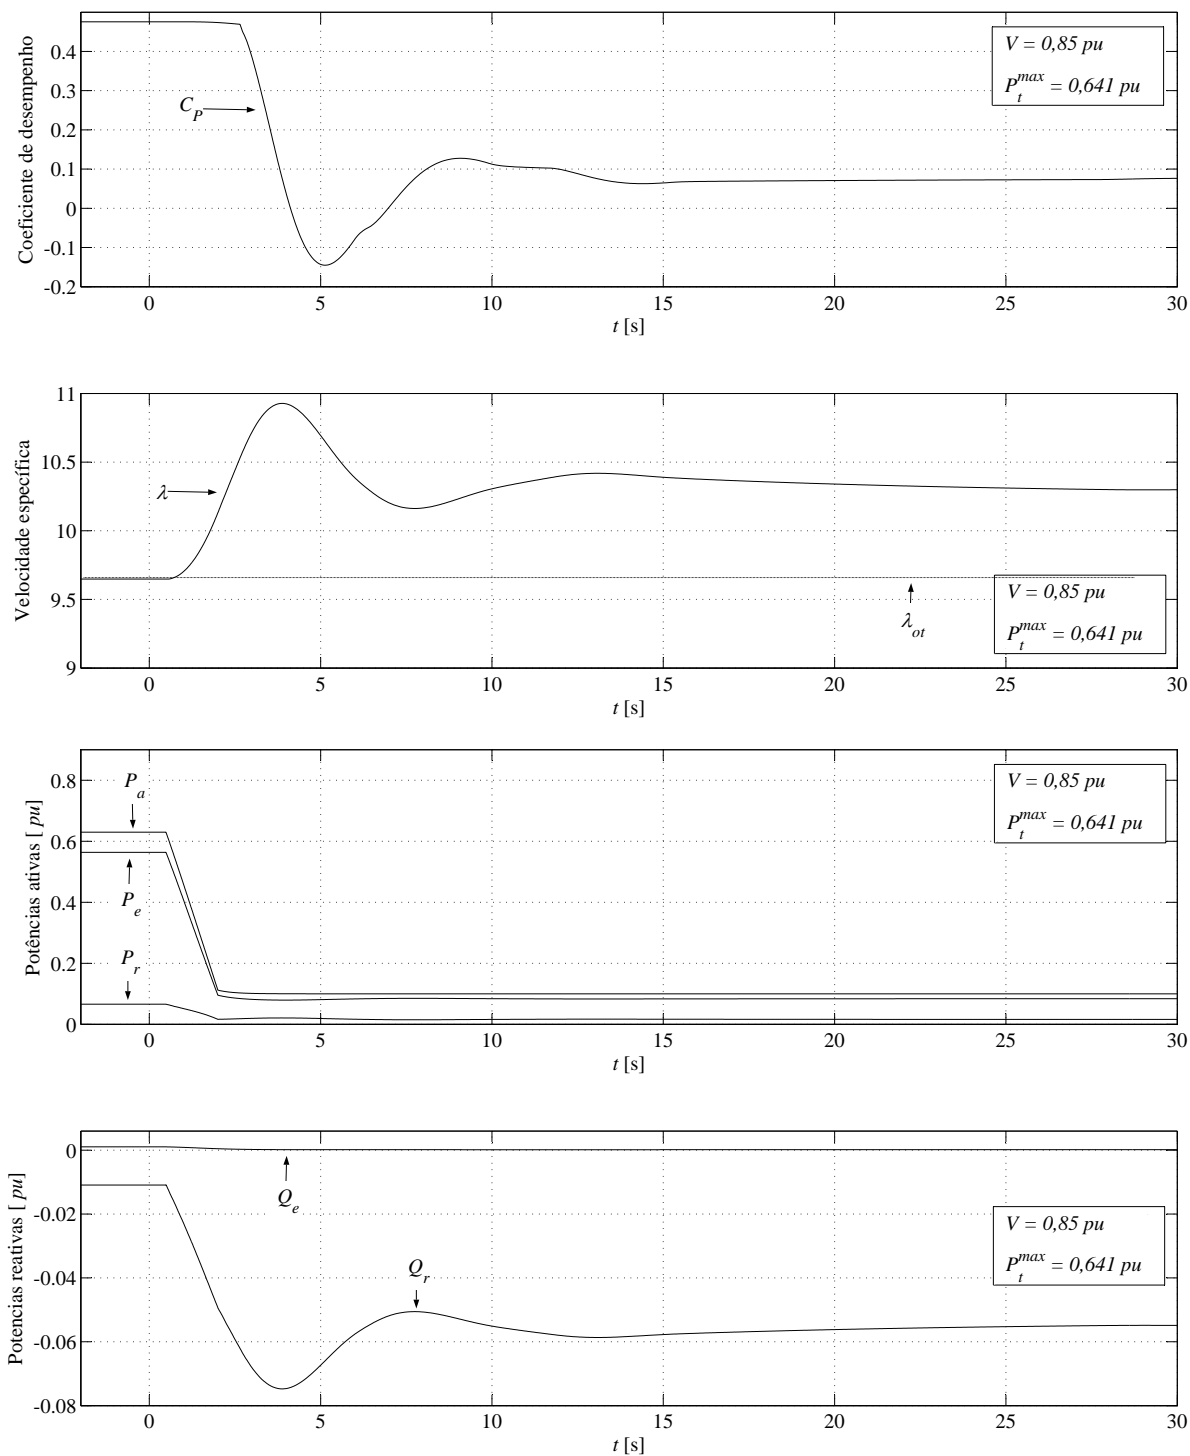 Coeficiente de desempenho
0.4
0.3
0.2
0.1
0
-0.1
-0.2
C_P
V = 0,85 pu
P_t^max = 0,641 pu
0 5 10 15 20 25 30
t [s]
Velocidade específica
11
10.5
10
9.5
9
λ
λ_ot
V = 0,85 pu
P_t^max = 0,641 pu
0 5 10 15 20 25 30
t [s]
Potências ativas [ pu]
0.8
0.6
0.4
0.2
0
P_a
P_e
P_r
V = 0,85 pu
P_t^max = 0,641 pu
0 5 10 15 20 25 30
t [s]
Potencias reativas [ pu]
0
-0.02
-0.04
-0.06
-0.08
Q_e
Q_r
V = 0,85 pu
P_t^max = 0,641 pu
0 5 10 15 20 25 30
t [s]